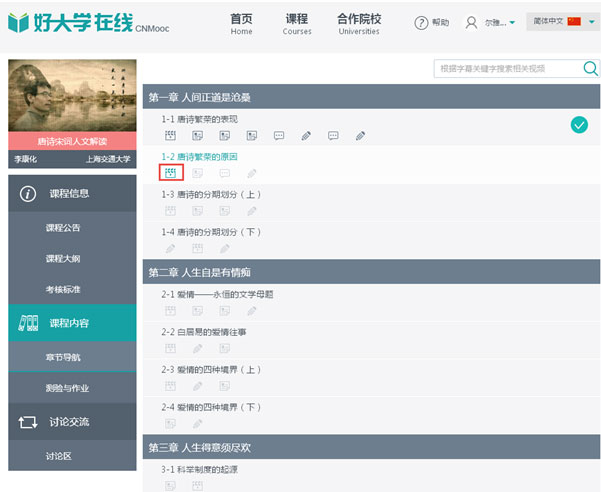 好大学在线 CNMooc
首页 课程 合作院校
Home Courses Universities
帮助 尔雅... 简体中文
根据字幕关键字搜索相关视频
唐诗宋词人文解读
李康化 上海交通大学
课程信息
课程公告
课程大纲
考核标准
课程内容
章节导航
测验与作业
讨论交流
讨论区
第一章 人间正道是沧桑
1-1 唐诗繁荣的表现
1-2 唐诗繁荣的原因
1-3 唐诗的分期划分（上）
1-4 唐诗的分期划分（下）
第二章 人生自是有情痴
2-1 爱情——永恒的文学母题
2-2 白居易的爱情往事
2-3 爱情的四种境界（上）
2-4 爱情的四种境界（下）
第三章 人生得意须尽欢
3-1 科举制度的起源